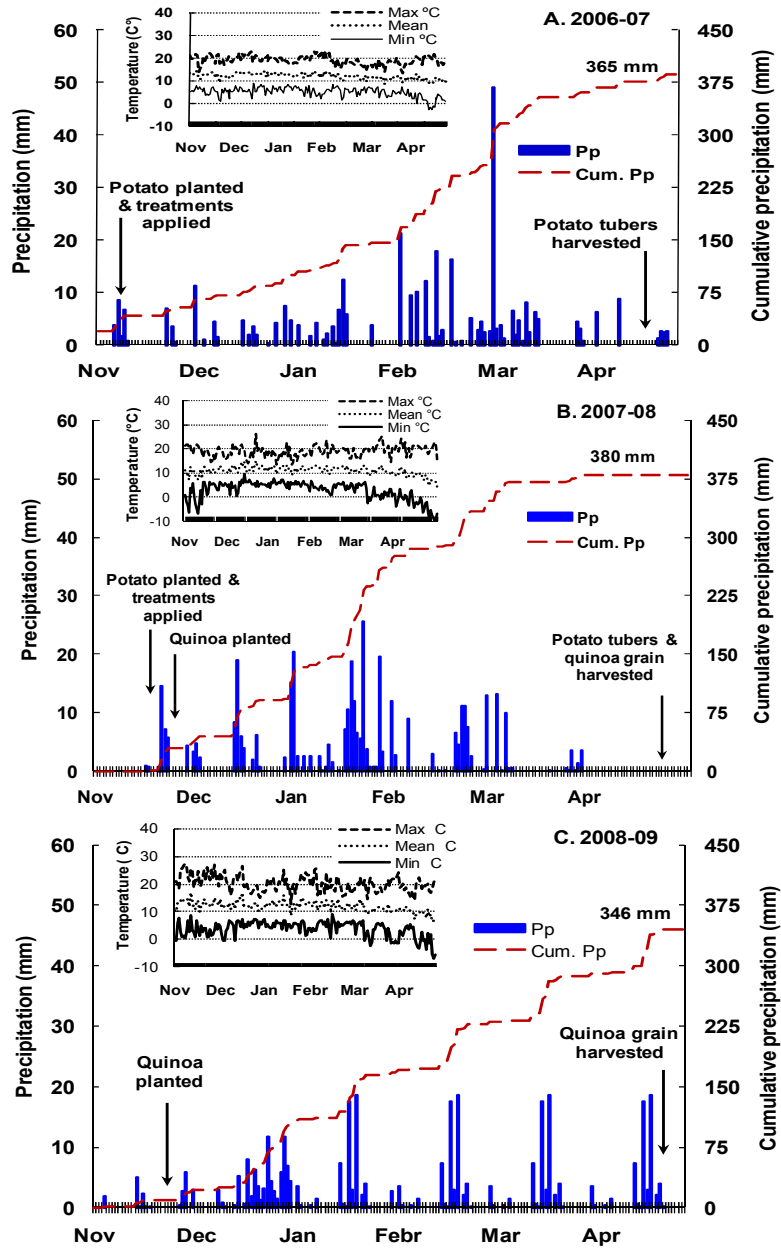 A. 2006-07
Max ºC
Mean
Min ºC
Temperature (Cº)
40
30
20
10
0
-10
Nov Dec Jan Feb Mar Apr
Precipitation (mm)
60
50
40
30
20
10
0
Cumulative precipitation (mm)
450
375
300
225
150
75
0
365 mm
Pp
Cum. Pp
Potato planted
& treatments
applied
Potato tubers
harvested
Nov Dec Jan Feb Mar Apr
B. 2007-08
Max °C
Mean °C
Min °C
Temperature (°C)
40
30
20
10
0
-10
Nov Dec Jan Feb Mar Apr
Precipitation (mm)
60
50
40
30
20
10
0
Cumulative precipitation (mm)
450
375
300
225
150
75
0
380 mm
Pp
Cum. Pp
Potato planted &
treatments
applied
Quinoa planted
Potato tubers &
quinoa grain
harvested
Nov Dec Jan Feb Mar Apr
C. 2008-09
Max C
Mean C
Min C
Temperature ( C)
40
30
20
10
0
-10
Nov Dec Jan Febr Mar Apr
Precipitation (mm)
60
50
40
30
20
10
0
Cumulative precipitation (mm)
450
375
300
225
150
75
0
346 mm
Pp
Cum. Pp
Quinoa
planted
Quinoa grain
harvested
Nov Dec Jan Febr Mar Apr